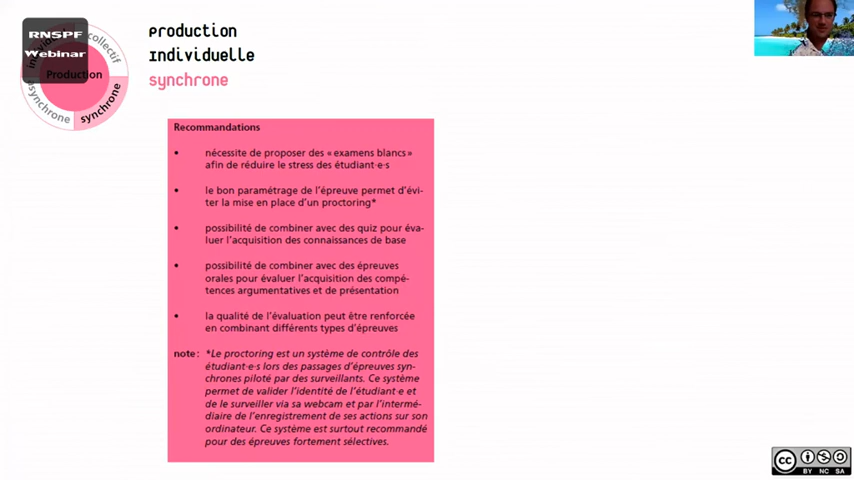 RNSPF
Webinar
individuel
collectif
Production
asynchrone
synchrone
Production
Individuelle
synchrone
Recommandations
• nécessite de proposer des « examens blancs »
afin de réduire le stress des étudiant·e·s
• le bon paramétrage de l'épreuve permet d'évi-
ter la mise en place d'un proctoring*
• possibilité de combiner avec des quiz pour éva-
luer l'acquisition des connaissances de base
• possibilité de combiner avec des épreuves
orales pour évaluer l'acquisition des compé-
tences argumentatives et de présentation
• la qualité de l'évaluation peut être renforcée
en combinant différents types d'épreuves
note : *Le proctoring est un système de contrôle des
étudiant·e·s lors des passages d'épreuves syn-
chrones piloté par des surveillants. Ce système
permet de valider l'identité de l'étudiant·e et
de le surveiller via sa webcam et par l'intermé-
diaire de l'enregistrement de ses actions sur son
ordinateur. Ce système est surtout recommandé
pour des épreuves fortement sélectives.
cc
BY NC SA